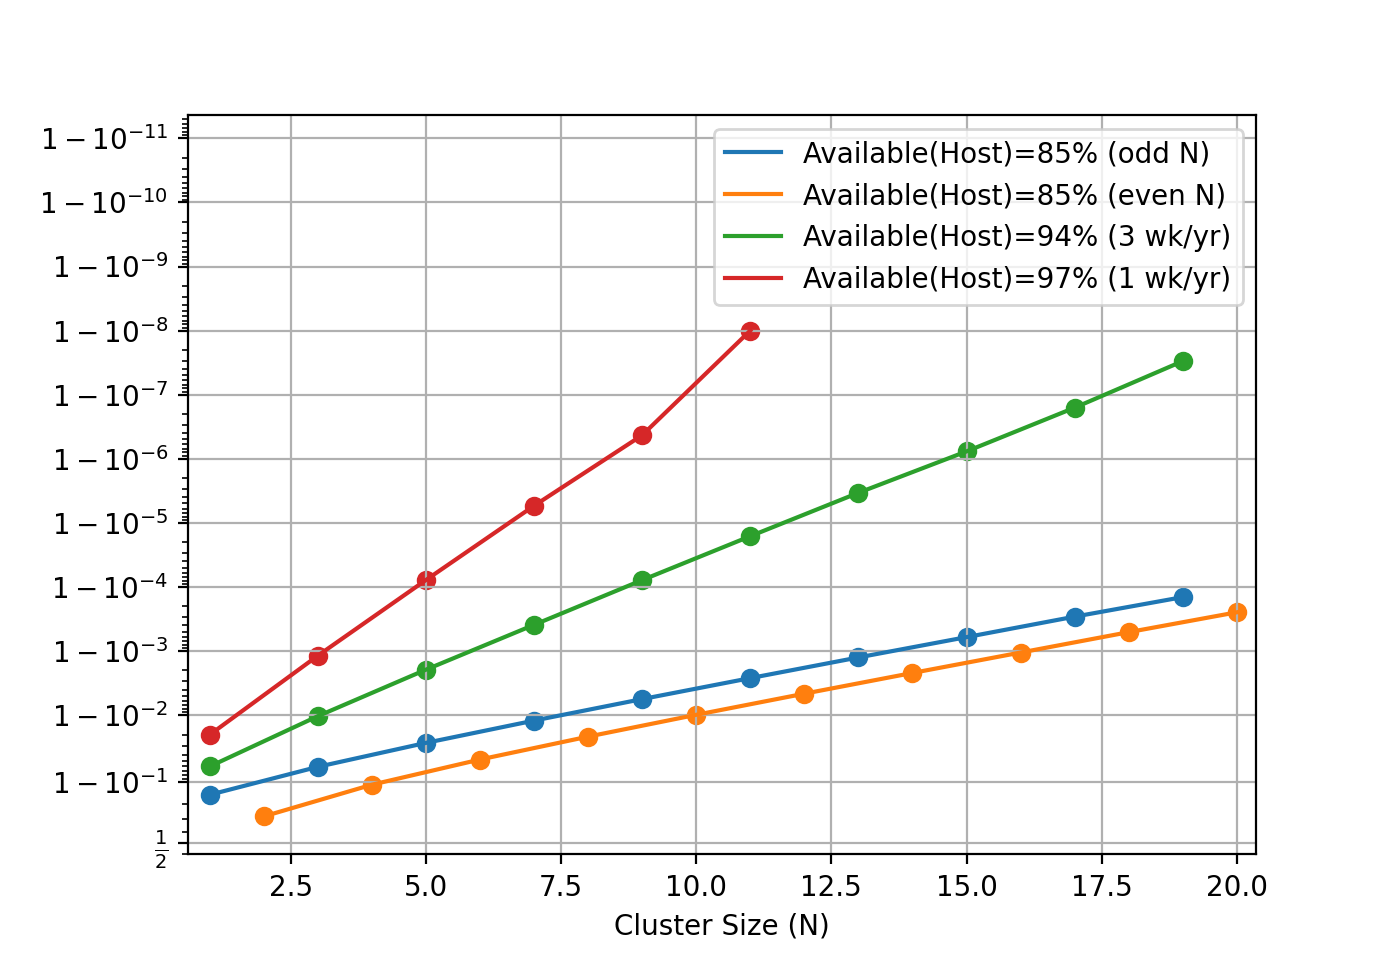 1 − 10⁻¹¹
1 − 10⁻¹⁰
1 − 10⁻⁹
1 − 10⁻⁸
1 − 10⁻⁷
1 − 10⁻⁶
1 − 10⁻⁵
1 − 10⁻⁴
1 − 10⁻³
1 − 10⁻²
1 − 10⁻¹
1/2
Available(Host)=85% (odd N)
Available(Host)=85% (even N)
Available(Host)=94% (3 wk/yr)
Available(Host)=97% (1 wk/yr)
2.5 5.0 7.5 10.0 12.5 15.0 17.5 20.0
Cluster Size (N)